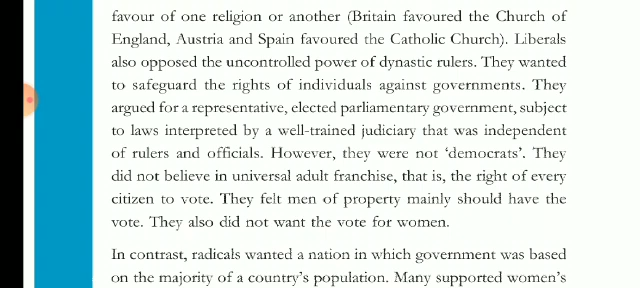 favour of one religion or another (Britain favoured the Church of
England, Austria and Spain favoured the Catholic Church). Liberals
also opposed the uncontrolled power of dynastic rulers. They wanted
to safeguard the rights of individuals against governments. They
argued for a representative, elected parliamentary government, subject
to laws interpreted by a well-trained judiciary that was independent
of rulers and officials. However, they were not ‘democrats’. They
did not believe in universal adult franchise, that is, the right of every
citizen to vote. They felt men of property mainly should have the
vote. They also did not want the vote for women.
In contrast, radicals wanted a nation in which government was based
on the majority of a country’s population. Many supported women’s